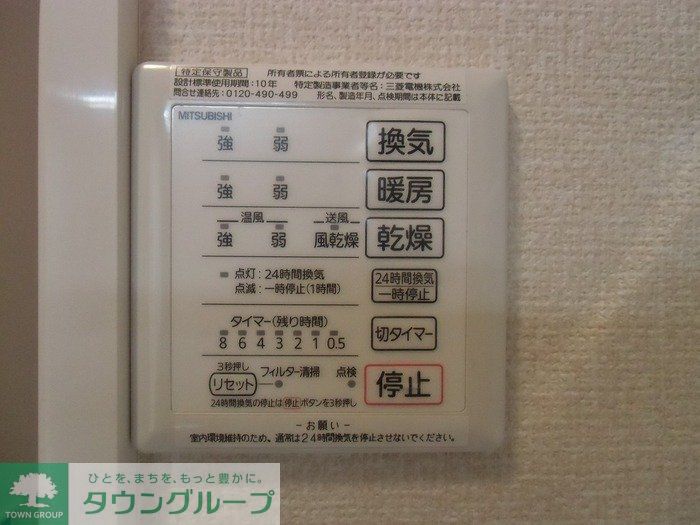 特定保守製品 所有者票による所有者登録が必要です
設計標準使用期間:10年 特定製造事業者等名:三菱電機株式会社
問合せ連絡先:0120-490-499 形名、製造年月、点検期間は本体に記載
MITSUBISHI
強 弱 換気
強 弱 暖房
温風 送風
強 弱 風乾燥 乾燥
点灯:24時間換気
点滅:一時停止(1時間)
24時間換気
一時停止
タイマー(残り時間)
8 6 4 3 2 1 0.5
切タイマー
3秒押し
リセット フィルター清掃 点検
停止
24時間換気の停止は停止ボタンを3秒押し
- お願い -
室内環境維持のため、通常は24時間換気を停止させないでください。
ひとを、まちを、もっと豊かに。
タウングループ
TOWN GROUP